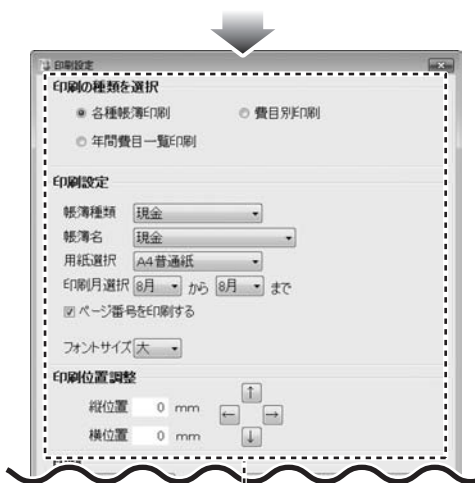 印刷設定
印刷の種類を選択
各種帳簿印刷 費目別印刷
年間費目一覧印刷
印刷設定
帳簿種類 現金
帳簿名 現金
用紙選択 A4普通紙
印刷月選択 8月 から 8月 まで
ページ番号を印刷する
フォントサイズ 大
印刷位置調整
縦位置 0 mm
↑
← →
横位置 0 mm
↓